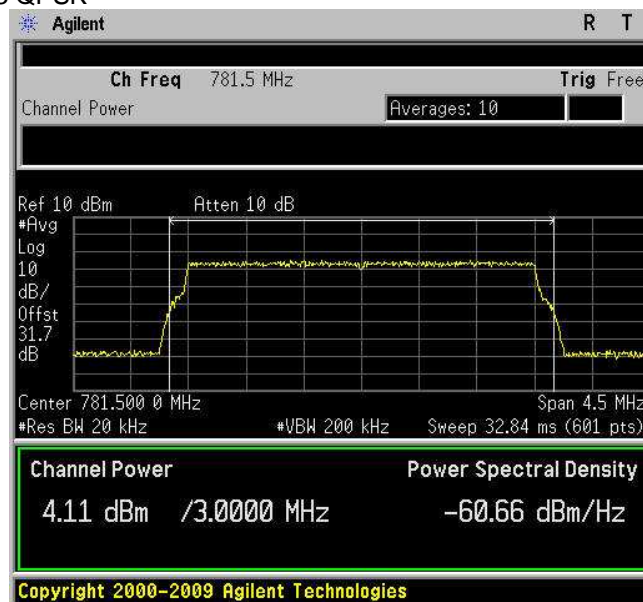 QPSK
Agilent R T
Ch Freq 781.5 MHz Trig Free
Channel Power Averages: 10
Ref 10 dBm Atten 10 dB
#Avg
Log
10
dB/
Offst
31.7
dB
Center 781.500 0 MHz Span 4.5 MHz
#Res BW 20 kHz #VBW 200 kHz Sweep 32.84 ms (601 pts)
Channel Power Power Spectral Density
4.11 dBm /3.0000 MHz -60.66 dBm/Hz
Copyright 2000-2009 Agilent Technologies